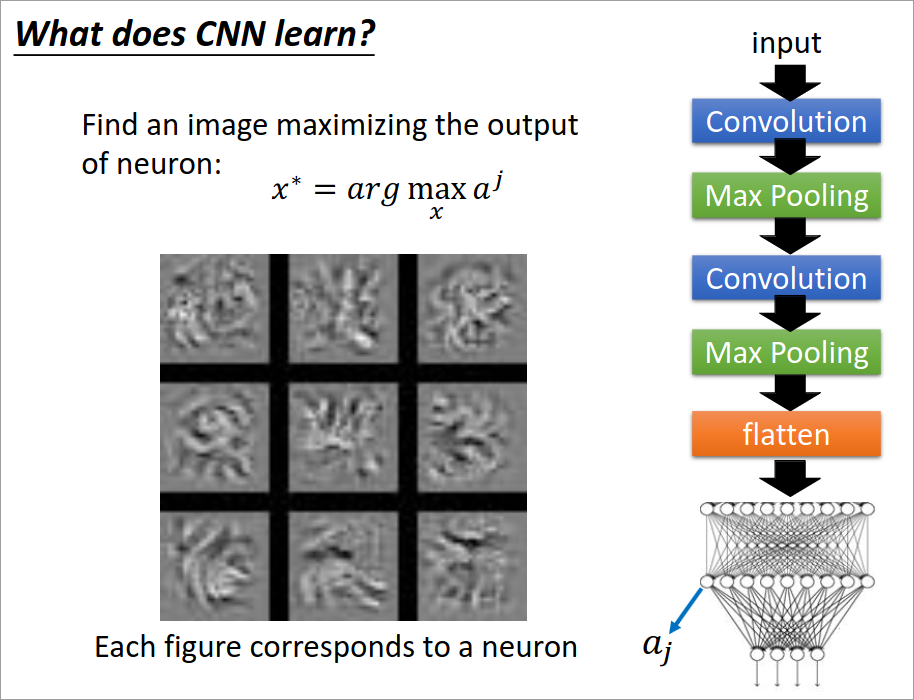 What does CNN learn?
input
Find an image maximizing the output
of neuron:
x* = arg max a^j
x
Convolution
Max Pooling
Convolution
Max Pooling
flatten
Each figure corresponds to a neuron
a_j